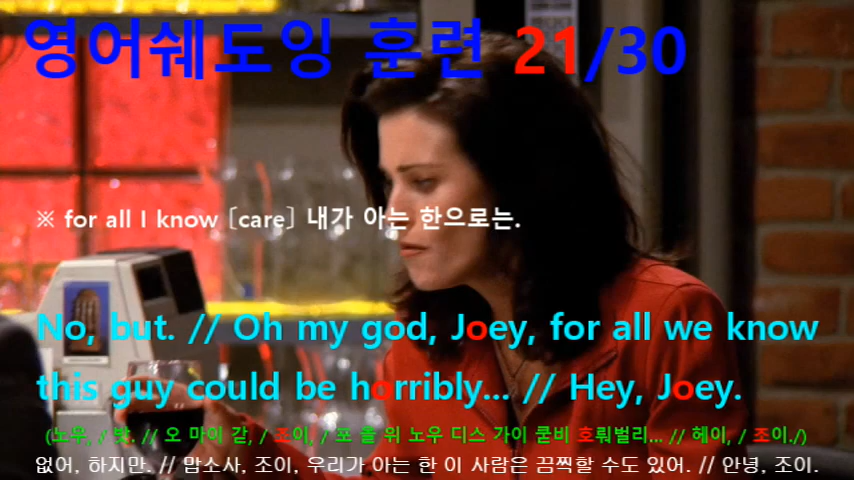 영어쉐도잉 훈련 21/30
※ for all I know [care] 내가 아는 한으로는.
No, but. // Oh my god, Joey, for all we know
this guy could be horribly... // Hey, Joey.
(노우, / 밧. // 오 마이 갇, / 조이, / 포 출 위 노우 디스 가이 쿧비 호뤄벌리... // 헤이, / 조이./)
없어, 하지만. // 맙소사, 조이, 우리가 아는 한 이 사람은 끔찍할 수도 있어. // 안녕, 조이.